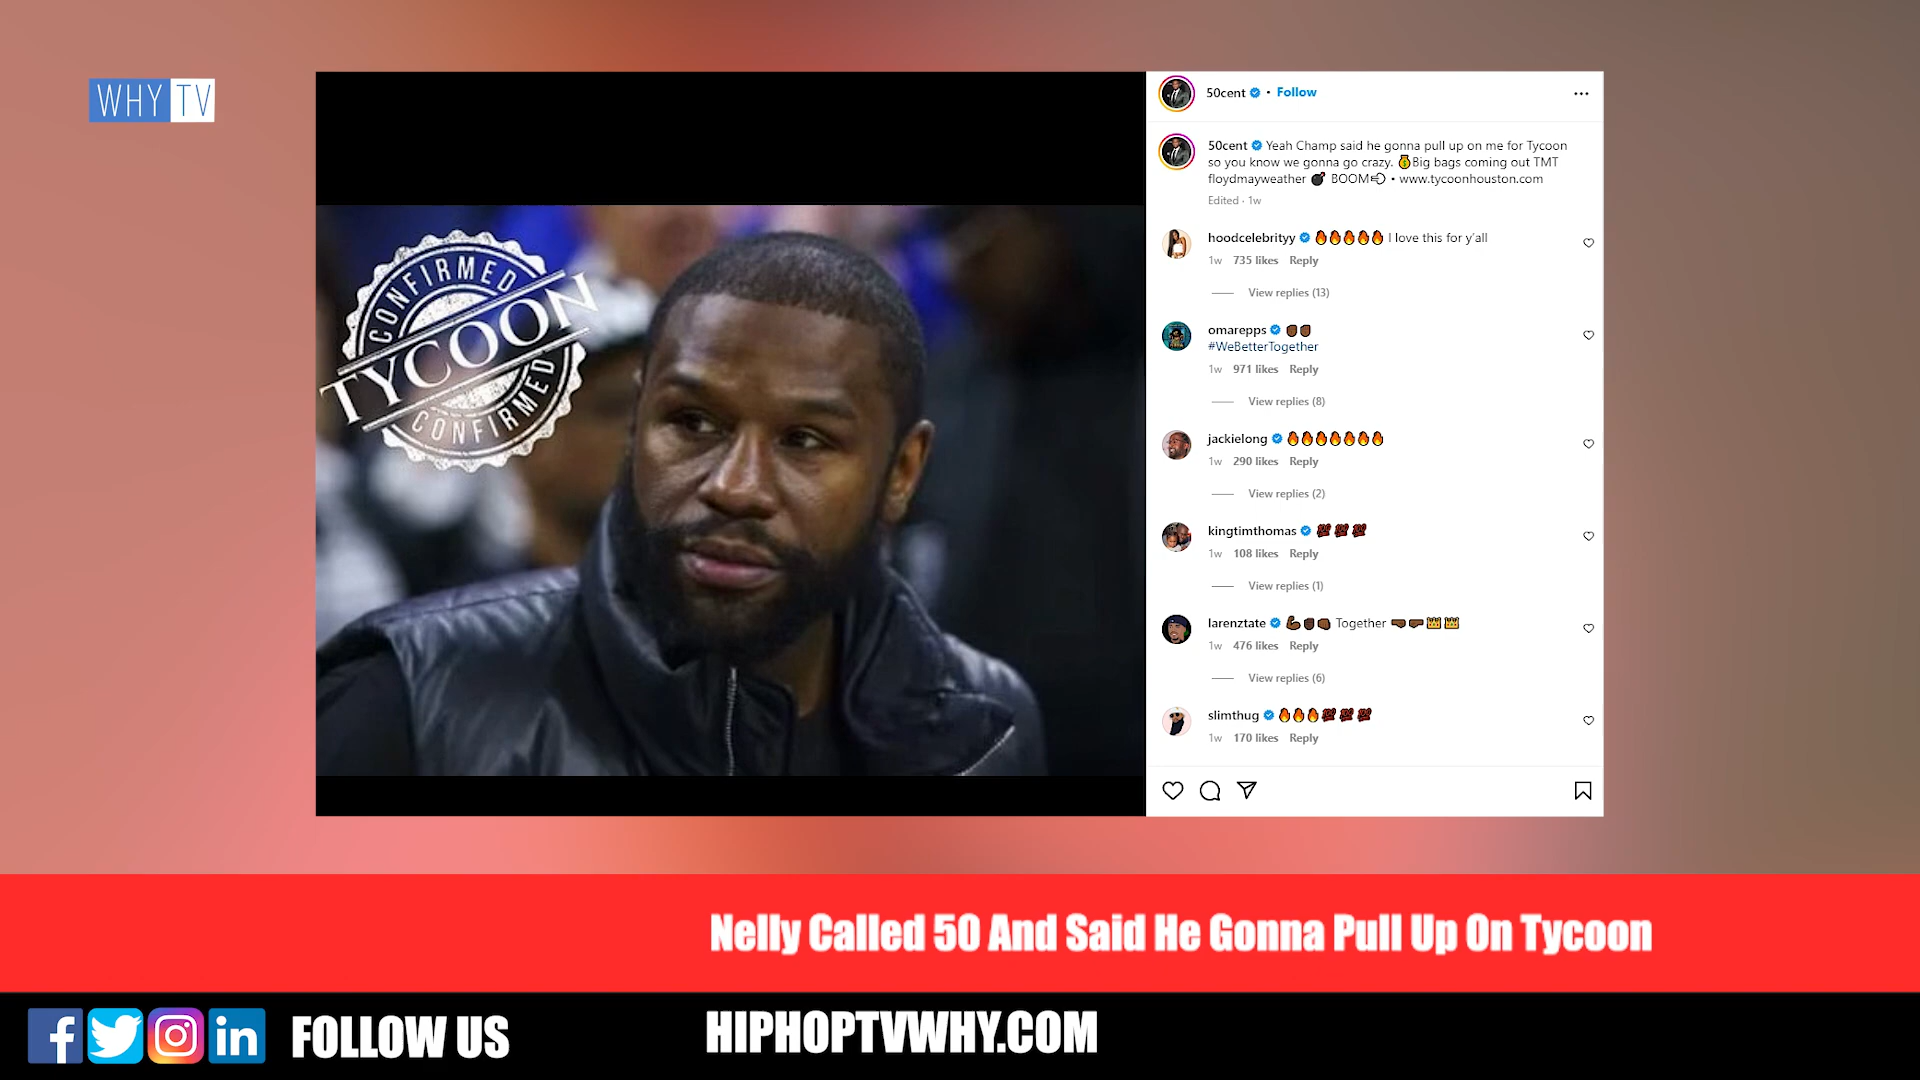 WHY TV
CONFIRMED
TYCOON
CONFIRMED
50cent • Follow
50cent Yeah Champ said he gonna pull up on me for Tycoon
so you know we gonna go crazy. 💰Big bags coming out TMT
floydmayweather 💣 BOOM💨 • www.tycoonhouston.com
Edited · 1w
hoodcelebrityy 🔥🔥🔥🔥🔥 I love this for y'all
1w 735 likes Reply
View replies (13)
omarepps ✊🏾✊🏾
#WeBetterTogether
1w 971 likes Reply
View replies (8)
jackielong 🔥🔥🔥🔥🔥🔥🔥
1w 290 likes Reply
View replies (2)
kingtimthomas 💯💯💯
1w 108 likes Reply
View replies (1)
larenztate 💪🏾✊🏾👊🏾 Together 🤜🏾🤛🏾👑👑
1w 476 likes Reply
View replies (6)
slimthug 🔥🔥🔥💯💯💯
1w 170 likes Reply
Nelly Called 50 And Said He Gonna Pull Up On Tycoon
FOLLOW US
HIPHOPTVWHY.COM